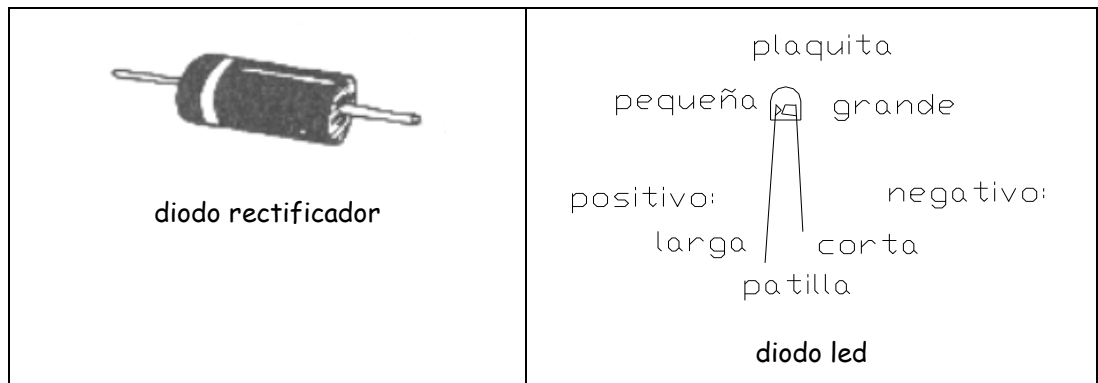 diodo rectificador
plaquita
pequeña grande
positivo: negativo:
larga corta
patilla
diodo led